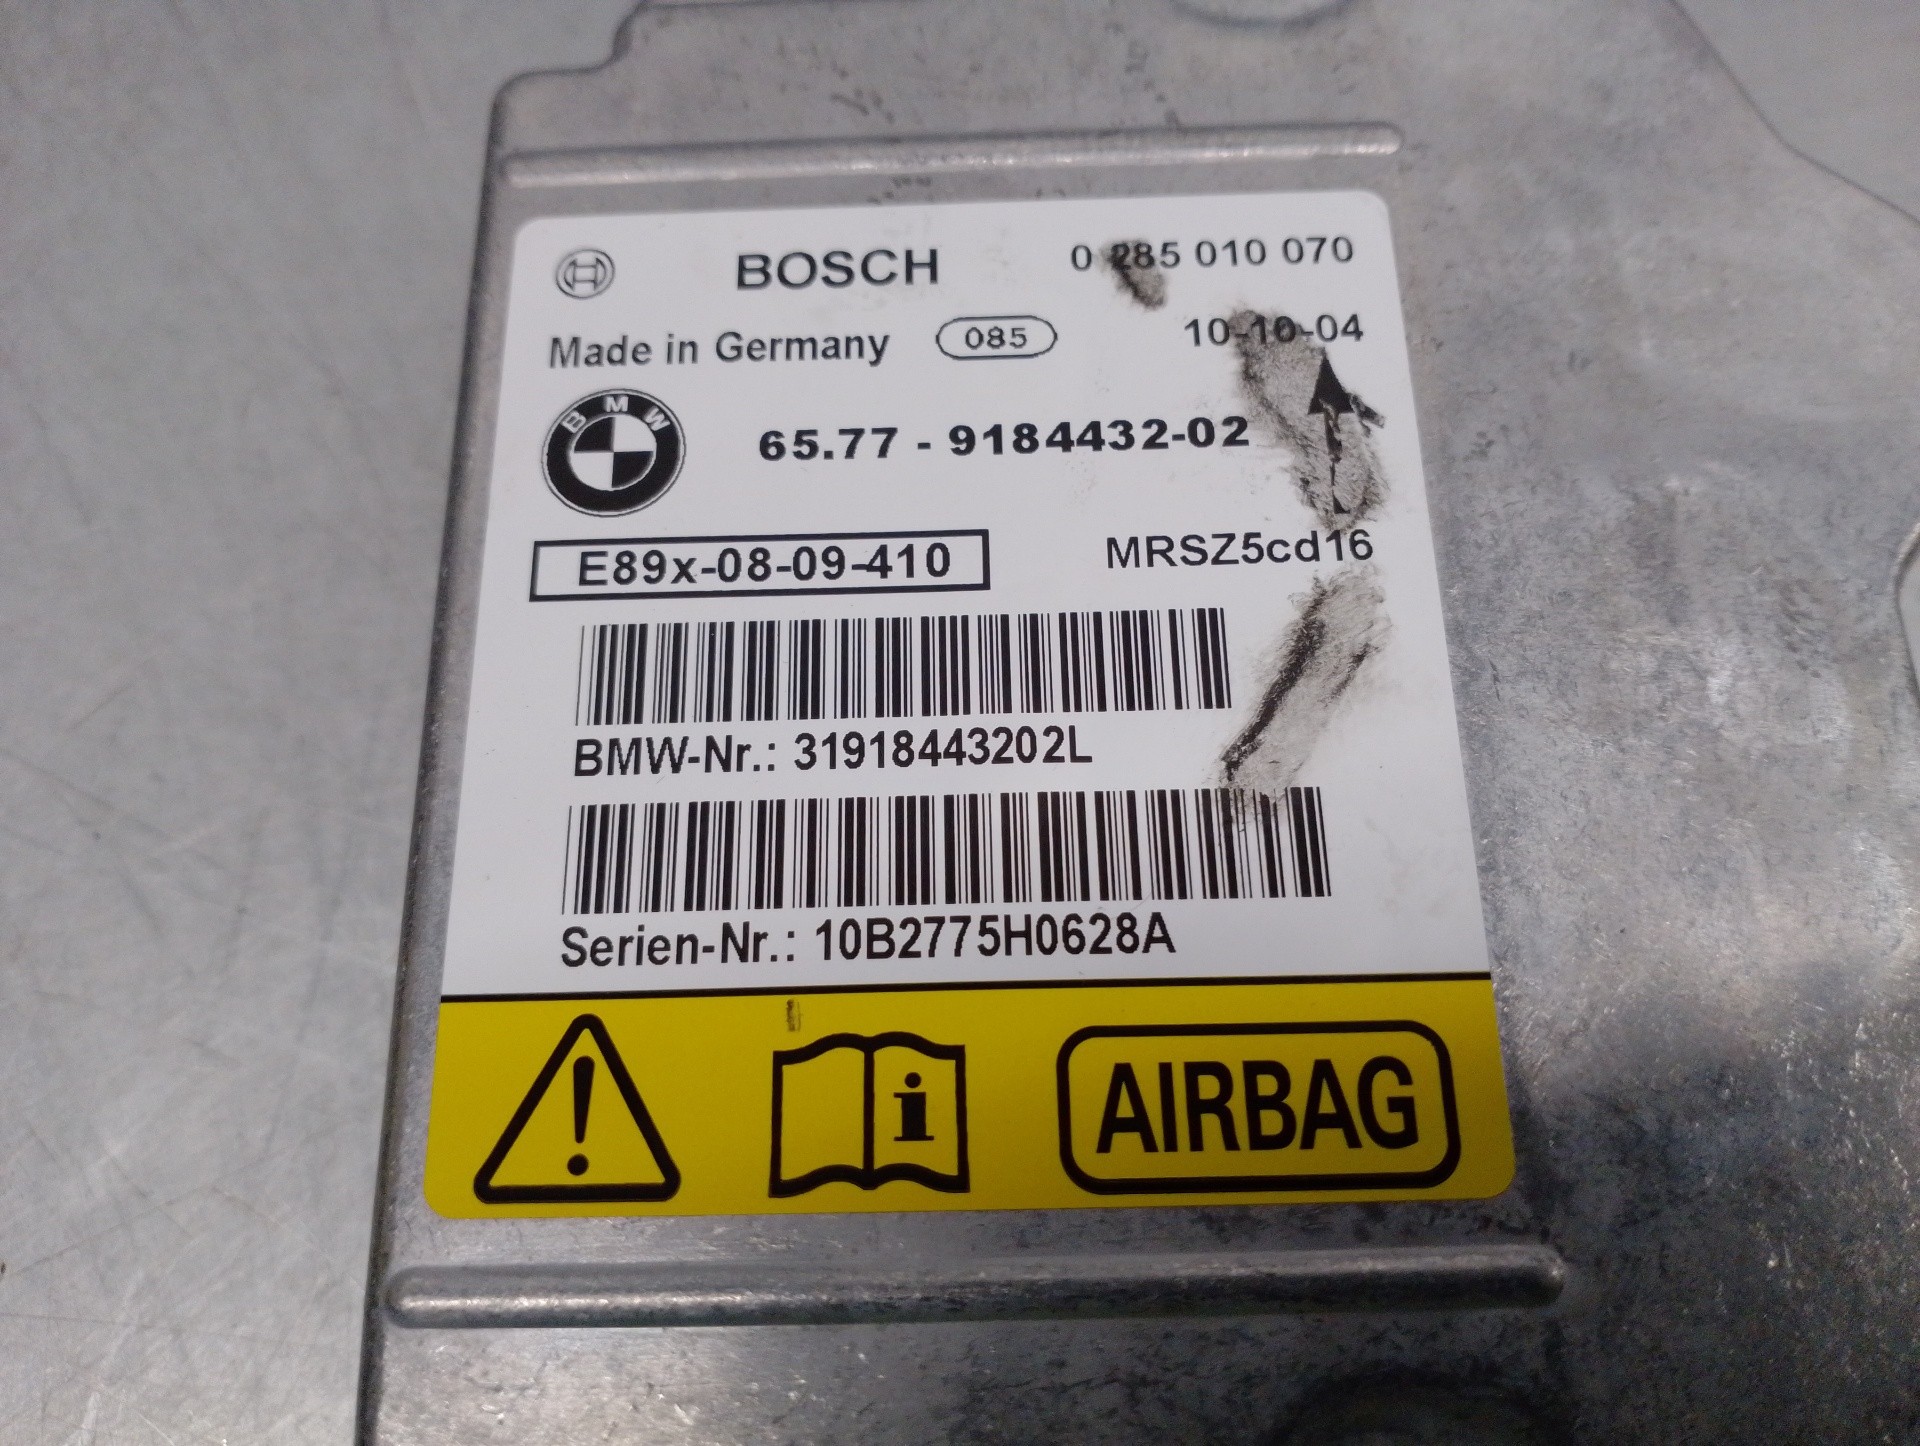 BOSCH 0 285 010 070
Made in Germany 085 10-10-04
BMW
65.77 - 9184432-02
E89x-08-09-410 MRSZ5cd16
BMW-Nr.: 31918443202L
Serien-Nr.: 10B2775H0628A
AIRBAG